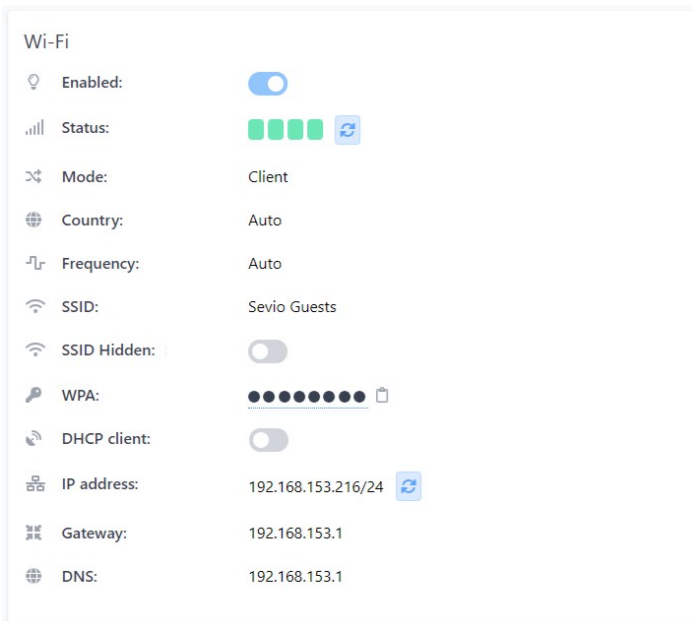 Wi-Fi
Enabled:
Status:
Mode: Client
Country: Auto
Frequency: Auto
SSID: Sevio Guests
SSID Hidden:
WPA: ●●●●●●●●
DHCP client:
IP address: 192.168.153.216/24
Gateway: 192.168.153.1
DNS: 192.168.153.1